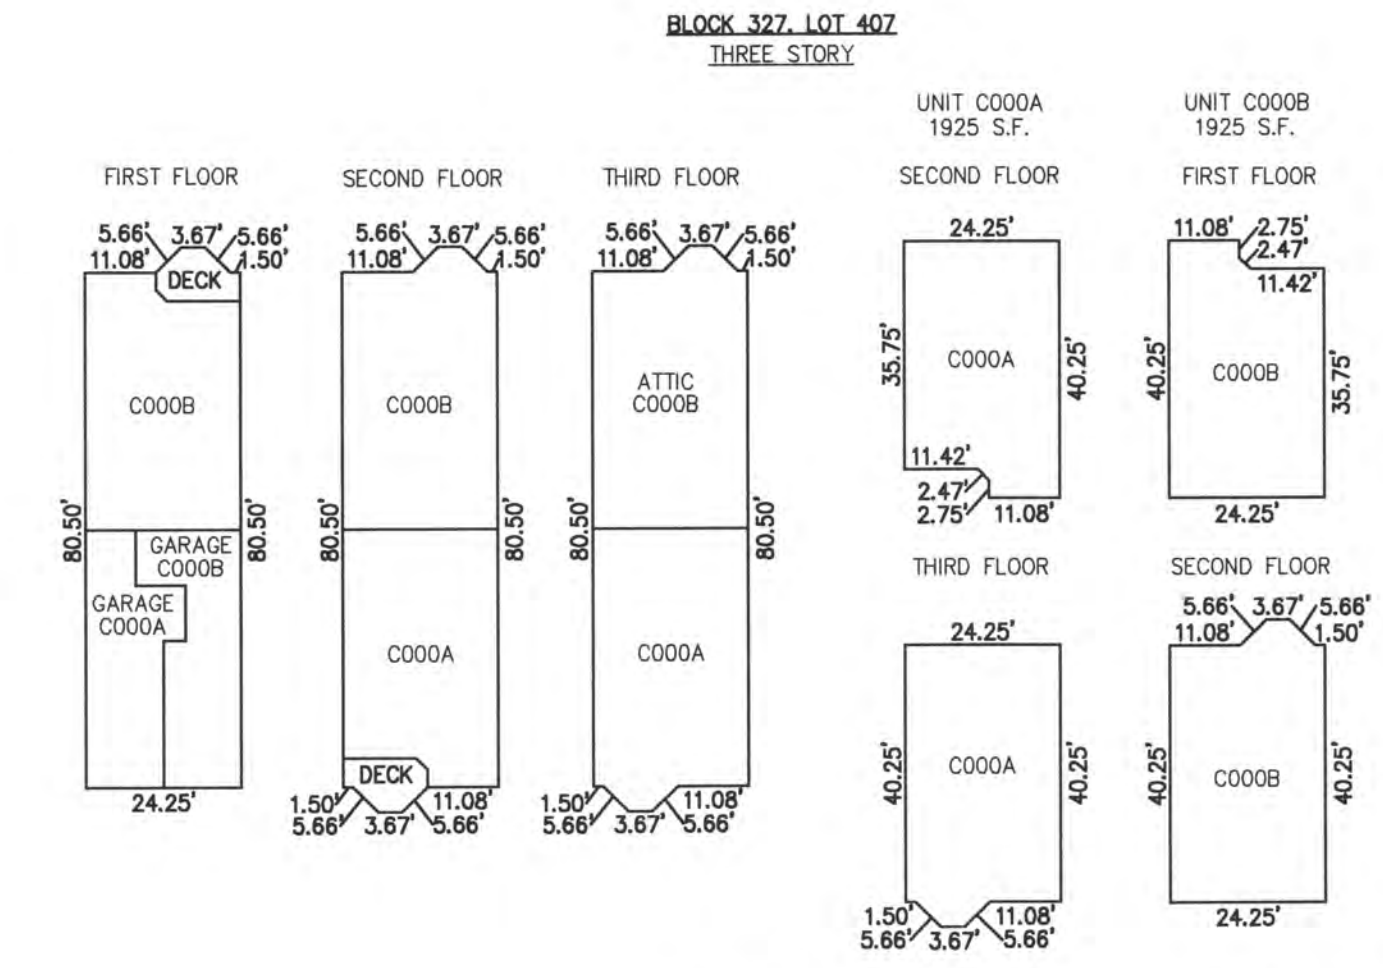 BLOCK 327. LOT 407
THREE STORY
FIRST FLOOR
5.66' 3.67' 5.66'
11.08' 1.50'
DECK
C000B
80.50' 80.50'
GARAGE
C000B
GARAGE
C000A
24.25'
SECOND FLOOR
5.66' 3.67' 5.66'
11.08' 1.50'
C000B
80.50' 80.50'
C000A
DECK
1.50' 11.08'
5.66' 3.67' 5.66'
THIRD FLOOR
5.66' 3.67' 5.66'
11.08' 1.50'
ATTIC
C000B
80.50' 80.50'
C000A
1.50' 11.08'
5.66' 3.67' 5.66'
UNIT C000A
1925 S.F.
SECOND FLOOR
24.25'
35.75' C000A 40.25'
11.42'
2.47'
2.75' 11.08'
THIRD FLOOR
24.25'
40.25' C000A 40.25'
1.50' 11.08'
5.66' 3.67' 5.66'
UNIT C000B
1925 S.F.
FIRST FLOOR
11.08' 2.75'
2.47'
11.42'
40.25' C000B 35.75'
24.25'
SECOND FLOOR
5.66' 3.67' 5.66'
11.08' 1.50'
40.25' C000B 40.25'
24.25'